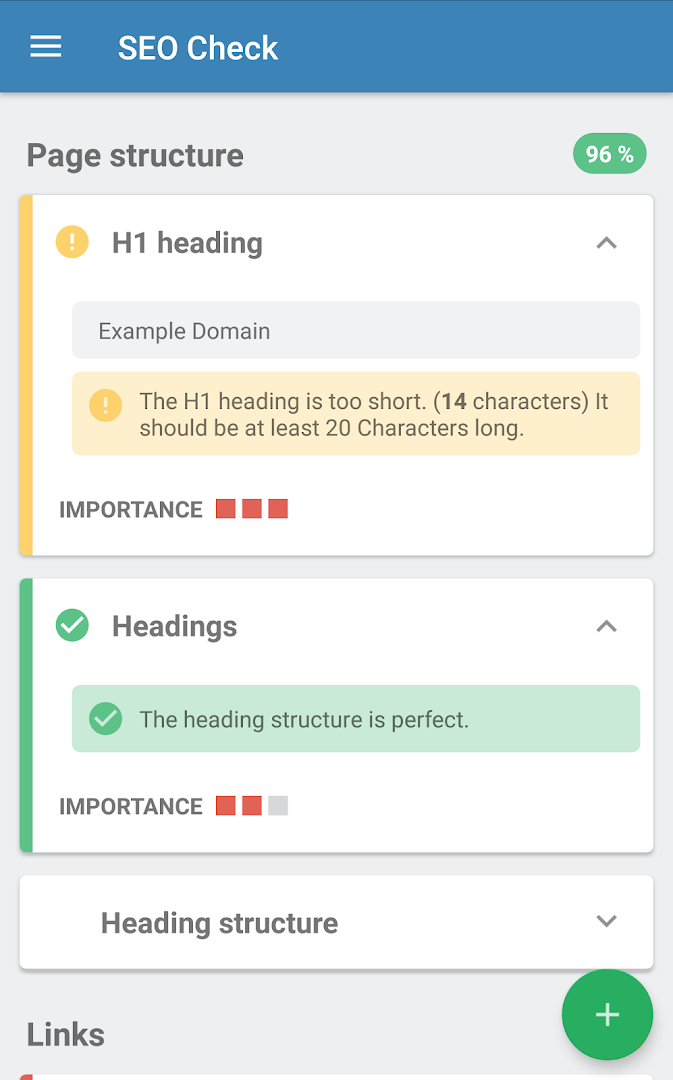 SEO Check
Page structure
96 %
H1 heading
Example Domain
The H1 heading is too short. (14 characters) It
should be at least 20 Characters long.
IMPORTANCE
Headings
The heading structure is perfect.
IMPORTANCE
Heading structure
Links